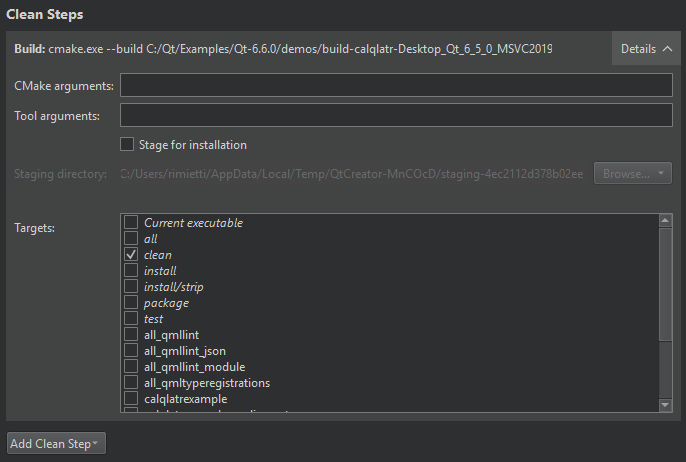 Clean Steps
Build: cmake.exe --build C:/Qt/Examples/Qt-6.6.0/demos/build-calqlatr-Desktop_Qt_6_5_0_MSVC2019
Details
CMake arguments:
Tool arguments:
Stage for installation
Staging directory: C:/Users/rimietti/AppData/Local/Temp/QtCreator-MnCOcD/staging-4ec2112d378b02ee
Browse...
Targets:
Current executable
all
clean
install
install/strip
package
test
all_qmllint
all_qmllint_json
all_qmllint_module
all_qmltyperegistrations
calqlatrexample
Add Clean Step